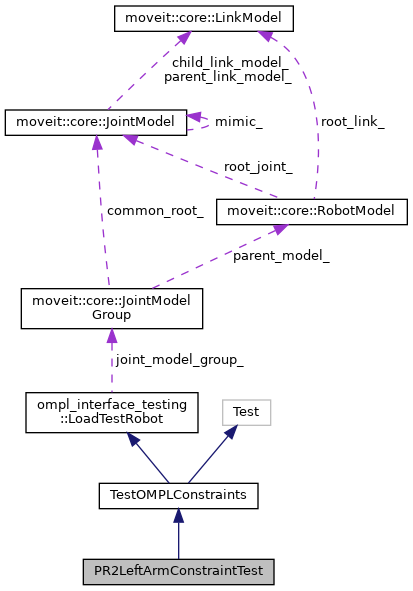 moveit::core::LinkModel
child_link_model_
parent_link_model_
moveit::core::JointModel
mimic_
root_link_
root_joint_
common_root_
moveit::core::RobotModel
parent_model_
moveit::core::JointModel
Group
joint_model_group_
ompl_interface_testing
::LoadTestRobot
Test
TestOMPLConstraints
PR2LeftArmConstraintTest